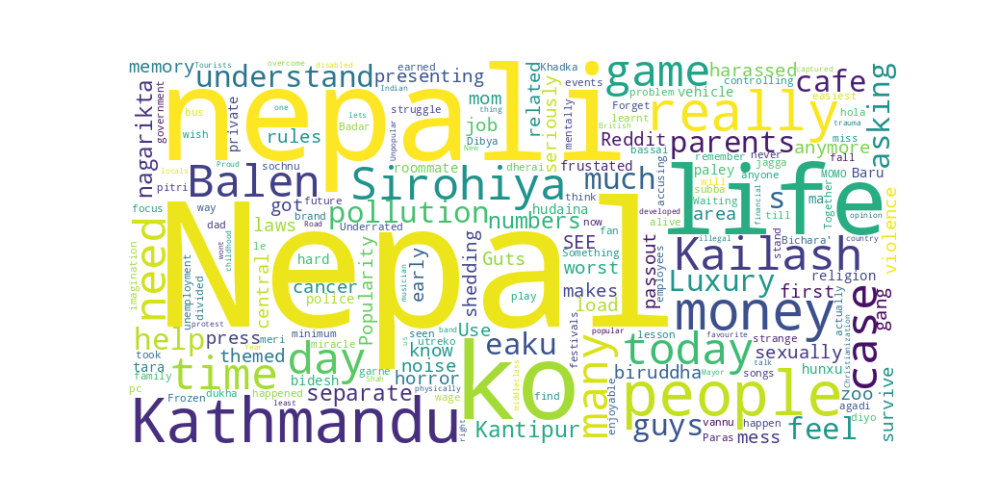 memory
Tourists
overcome
disabled
understand
presenting
earned
Khadka
Indian
game
harassed
captured
controlling
cafe
nagarikta
government
private
bus
wish
one
rules
struggle
lets
Badar
Unpopular
mom
thing
job
Dibya
New
nepali
related
seriously
events
mentally
Forget
British
problem
vehicle
learnt
really
Reddit
parents
easiest
hola
trauma
anymore
miss
asking
pitri
Proud
locals
sochnu
roommate
dherai
frustated
bassai
remember
never
jagga
MOMO
fall
Baru
Balen
Sirohiya
much
accusing
paley
subba
Waiting
will
anyone
life
s
mai
Together
opinion
focus
way
got
future
brand
Road
Underrated
pollution
numbers
hudaina
think
now
fan
developed
alive
area
financial
till
violence
need
imagination
dad
wont
childhood
laws
le
hard
Popularity
musician
early
shedding
Guts
SEE
Something
passout
employees
illegal
stand
Bichara'
country
Kailash
religion
Nepal
unemployment
divided
centrall
cancer
police
play
worst
makes
load
Luxury
first
money
actually
Christianization
case
gang
help
press
protest
meri
minimum
miracle
seen
band
us
Use
eaku
popular
lesson
favourite
strange
themed
Year
utreko
know
noise
festivals
many
today
sexually
talk
Mayor
songs
hunxu
took
tara
family
time
day
bidesh
garne
Shah
physically
horror
middleclass
ko
find
enjoyable
biruddha
people
zoo
survive
pc
Frozen
dukha
happened
least
separate
wage
right
Kathmandu
Kantipur
guys
vannu
Paras
happen
mess
agadi
diyo
feel